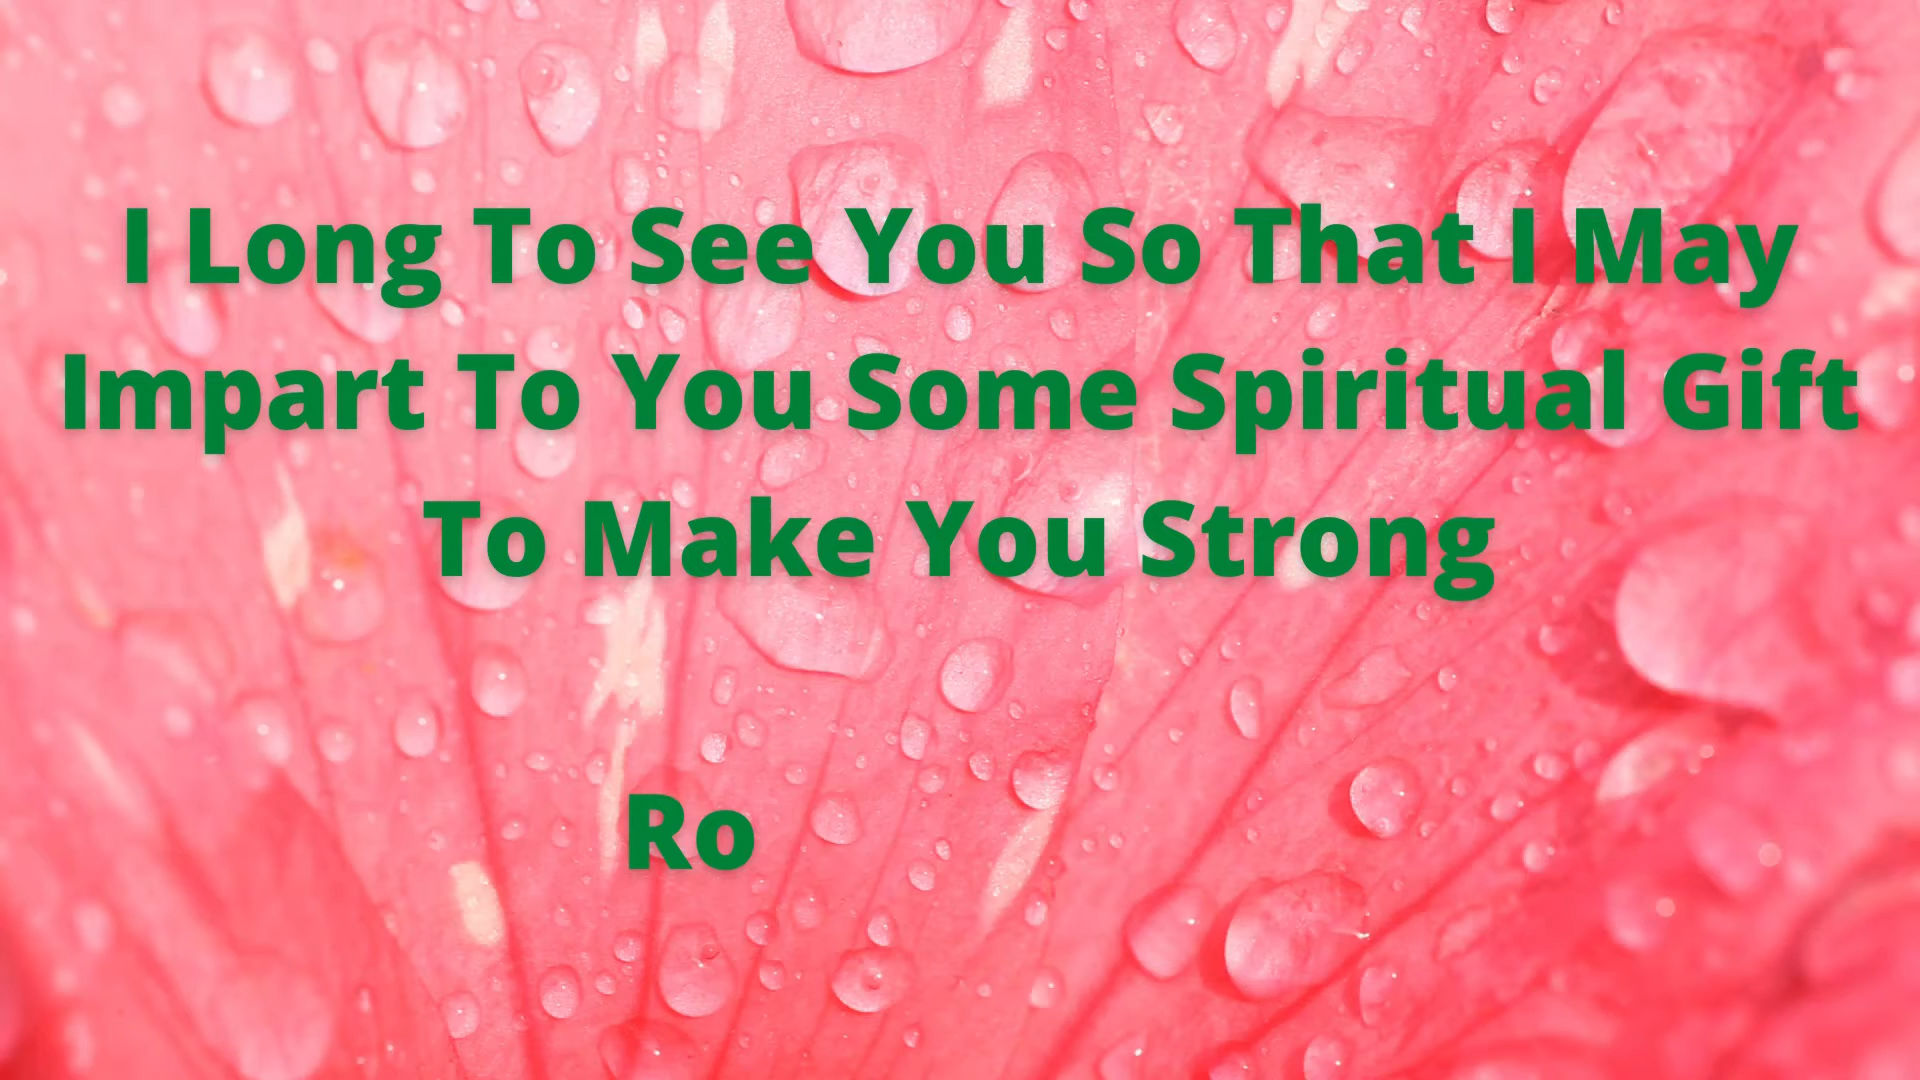 I Long To See You So That I May
Impart To You Some Spiritual Gift
To Make You Strong
Ro